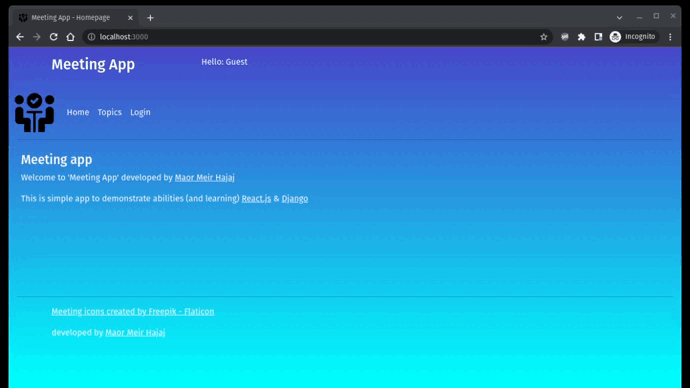 Meeting App - Homepage
localhost:3000
Incognito
Meeting App
Hello: Guest
Home Topics Login
Meeting app
Welcome to 'Meeting App' developed by Maor Meir Hajaj
This is simple app to demonstrate abilities (and learning) React.js & Django
Meeting icons created by Freepik - Flaticon
developed by Maor Meir Hajaj